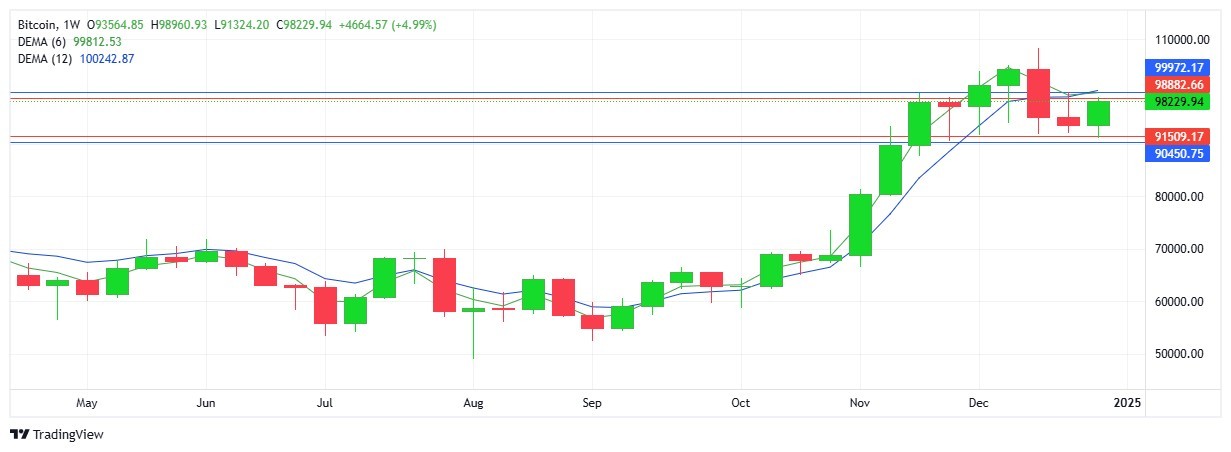 Bitcoin, 1W O93564.85 H98960.93 L91324.20 C98229.94 +4664.57 (+4.99%)
DEMA (6) 99812.53
DEMA (12) 100242.87
110000.00
99972.17
98882.66
98229.94
91509.17
90450.75
80000.00
70000.00
60000.00
50000.00
May Jun Jul Aug Sep Oct Nov Dec 2025
TradingView